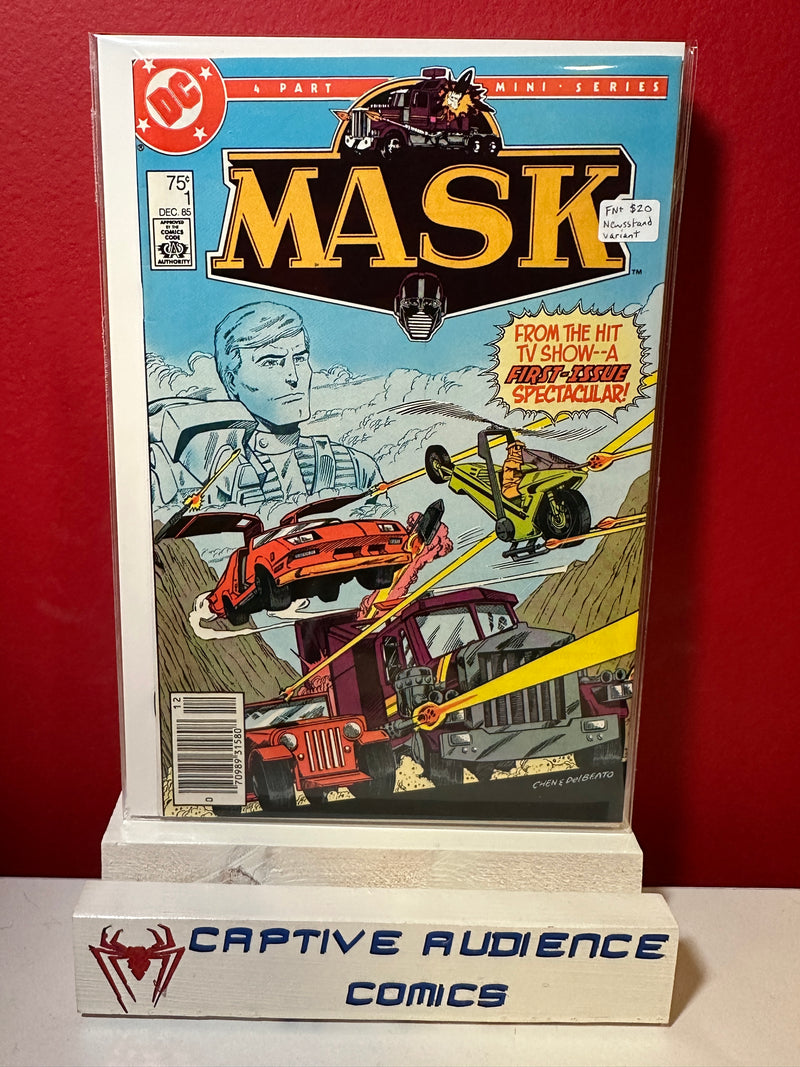 DC
4 PART MINI · SERIES
75¢
1
DEC. 85
APPROVED
BY THE
COMICS
CODE
AUTHORITY
MASK
TM
FN+ $20
Newsstand
Variant
FROM THE HIT
TV SHOW--A
FIRST-ISSUE
SPECTACULAR!
12
0 70989 31580
CHEN & DelBEATO
CAPTIVE AUDIENCE
COMICS